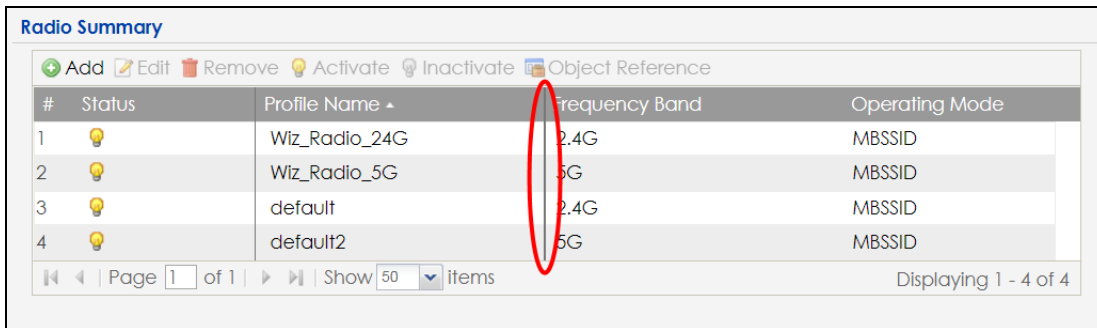 Radio Summary
Add Edit Remove Activate Inactivate Object Reference
# Status Profile Name Frequency Band Operating Mode
1 Wiz_Radio_24G 2.4G MBSSID
2 Wiz_Radio_5G 5G MBSSID
3 default 2.4G MBSSID
4 default2 5G MBSSID
Page 1 of 1 Show 50 items Displaying 1 - 4 of 4